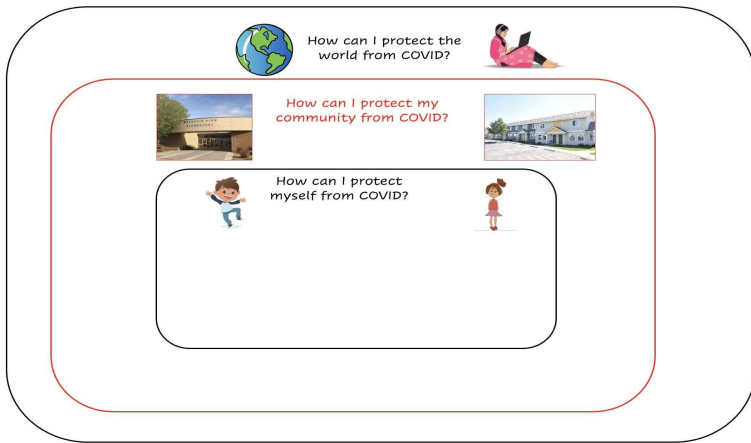 How can I protect the
world from COVID?
How can I protect my
community from COVID?
How can I protect
myself from COVID?